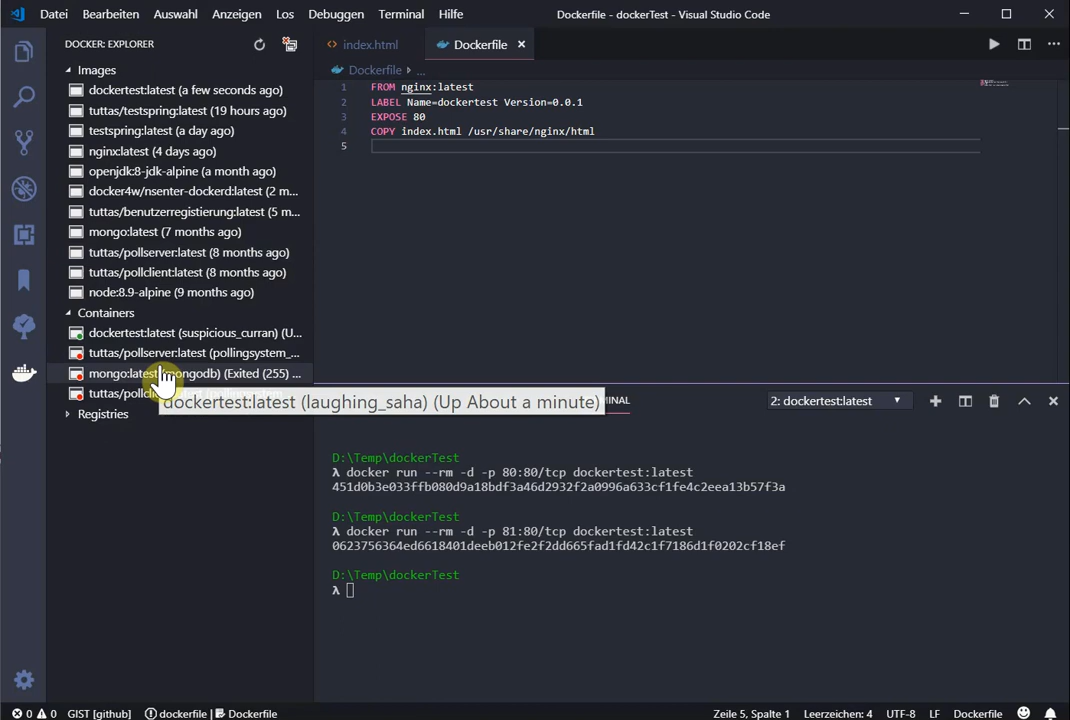 Datei Bearbeiten Auswahl Anzeigen Los Debuggen Terminal Hilfe Dockerfile - dockerTest - Visual Studio Code
DOCKER: EXPLORER
Images
dockertest:latest (a few seconds ago)
tuttas/testspring:latest (19 hours ago)
testspring:latest (a day ago)
nginx:latest (4 days ago)
openjdk:8-jdk-alpine (a month ago)
docker4w/nsenter-dockerd:latest (2 m...
tuttas/benutzerregistierung:latest (5 m...
mongo:latest (7 months ago)
tuttas/pollserver:latest (8 months ago)
tuttas/pollclient:latest (8 months ago)
node:8.9-alpine (9 months ago)
Containers
dockertest:latest (suspicious_curran) (U...
tuttas/pollserver:latest (pollingsystem_...
mongo:latest (mongodb) (Exited (255) ...
dockertest:latest (laughing_saha) (Up About a minute)
Registries
index.html Dockerfile
Dockerfile ...
1 FROM nginx:latest
2 LABEL Name=dockertest Version=0.0.1
3 EXPOSE 80
4 COPY index.html /usr/share/nginx/html
5
2: dockertest:latest
D:\Temp\dockerTest
λ docker run --rm -d -p 80:80/tcp dockertest:latest
451d0b3e033ffb080d9a18bdf3a46d2932f2a0996a633cf1fe4c2eea13b57f3a
D:\Temp\dockerTest
λ docker run --rm -d -p 81:80/tcp dockertest:latest
0623756364ed6618401deeb012fe2f2dd665fad1fd42c1f7186d1f0202cf18ef
D:\Temp\dockerTest
λ
0 0 GIST [github] dockerfile | Dockerfile Zeile 5, Spalte 1 Leerzeichen: 4 UTF-8 LF Dockerfile